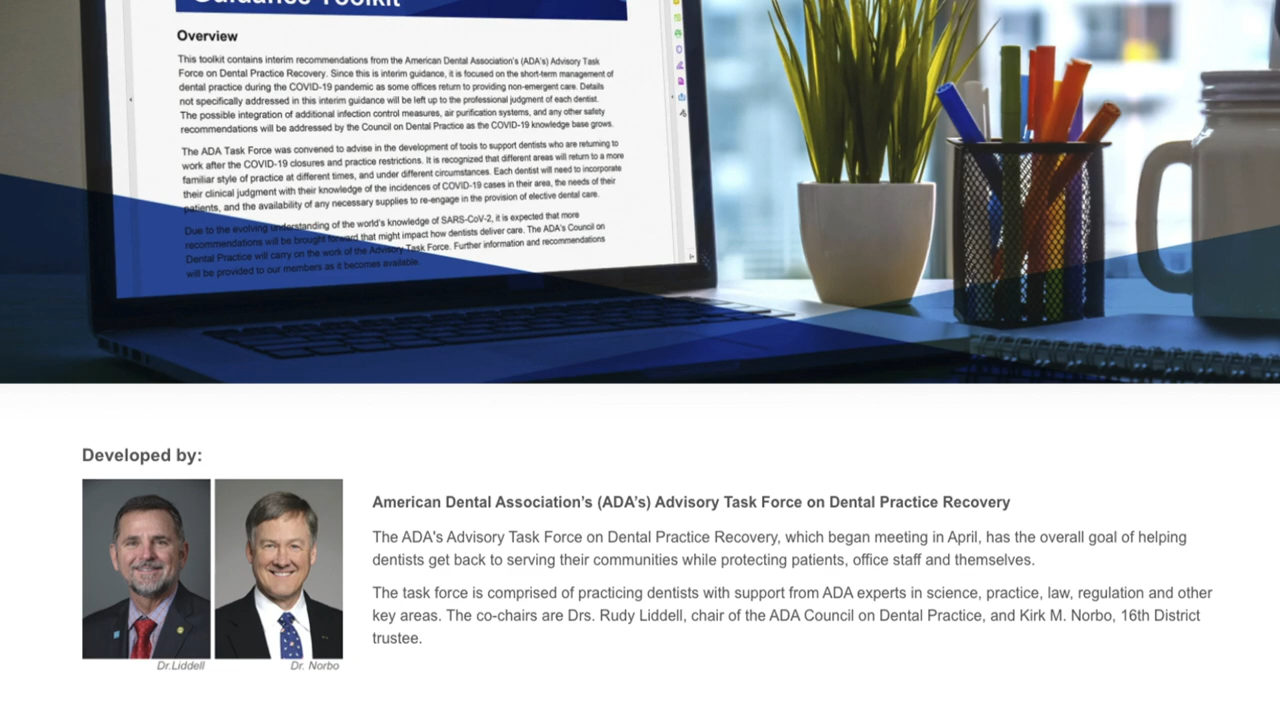 Guidance Toolkit
Overview
This toolkit contains interim recommendations from the American Dental Association's (ADA's) Advisory Task
Force on Dental Practice Recovery. Since this is interim guidance, it is focused on the short-term management of
dental practice during the COVID-19 pandemic as some offices return to providing non-emergent care. Details
not specifically addressed in this interim guidance will be left up to the professional judgment of each dentist.
The possible integration of additional infection control measures, air purification systems, and any other safety
recommendations will be addressed by the Council on Dental Practice as the COVID-19 knowledge base grows.
The ADA Task Force was convened to advise in the development of tools to support dentists who are returning to
work after the COVID-19 closures and practice restrictions. It is recognized that different areas will return to a more
familiar style of practice at different times, and under different circumstances. Each dentist will need to incorporate
their clinical judgment with their knowledge of the incidences of COVID-19 cases in their area, the needs of their
patients, and the availability of any necessary supplies to re-engage in the provision of elective dental care.
Due to the evolving understanding of the world's knowledge of SARS-CoV-2, it is expected that more
recommendations will be brought forward that might impact how dentists deliver care. The ADA's Council on
Dental Practice will carry on the work of the Advisory Task Force. Further information and recommendations
will be provided to our members as it becomes available.
Developed by:
American Dental Association's (ADA's) Advisory Task Force on Dental Practice Recovery
The ADA's Advisory Task Force on Dental Practice Recovery, which began meeting in April, has the overall goal of helping
dentists get back to serving their communities while protecting patients, office staff and themselves.
The task force is comprised of practicing dentists with support from ADA experts in science, practice, law, regulation and other
key areas. The co-chairs are Drs. Rudy Liddell, chair of the ADA Council on Dental Practice, and Kirk M. Norbo, 16th District
trustee.
Dr.Liddell
Dr. Norbo